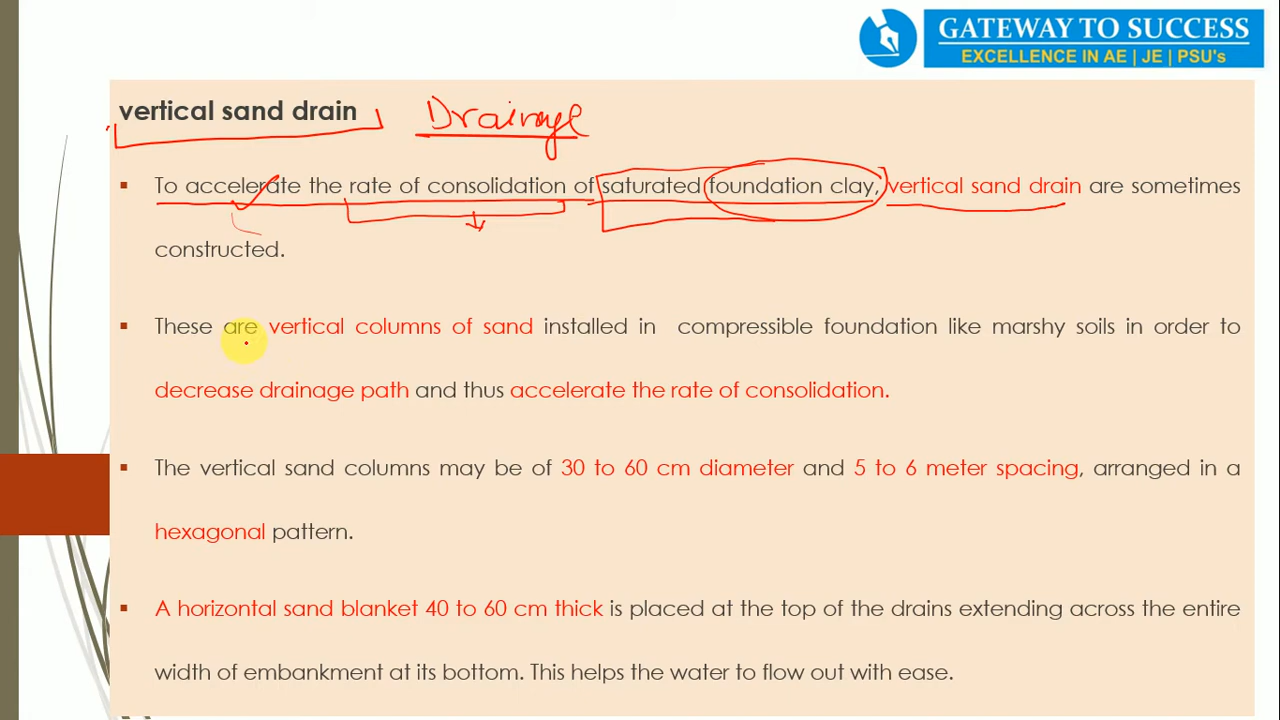 GATEWAY TO SUCCESS
EXCELLENCE IN AE | JE | PSU's
vertical sand drain Drainage
▪ To accelerate the rate of consolidation of saturated foundation clay, vertical sand drain are sometimes
constructed.
▪ These are vertical columns of sand installed in compressible foundation like marshy soils in order to
decrease drainage path and thus accelerate the rate of consolidation.
▪ The vertical sand columns may be of 30 to 60 cm diameter and 5 to 6 meter spacing, arranged in a
hexagonal pattern.
▪ A horizontal sand blanket 40 to 60 cm thick is placed at the top of the drains extending across the entire
width of embankment at its bottom. This helps the water to flow out with ease.